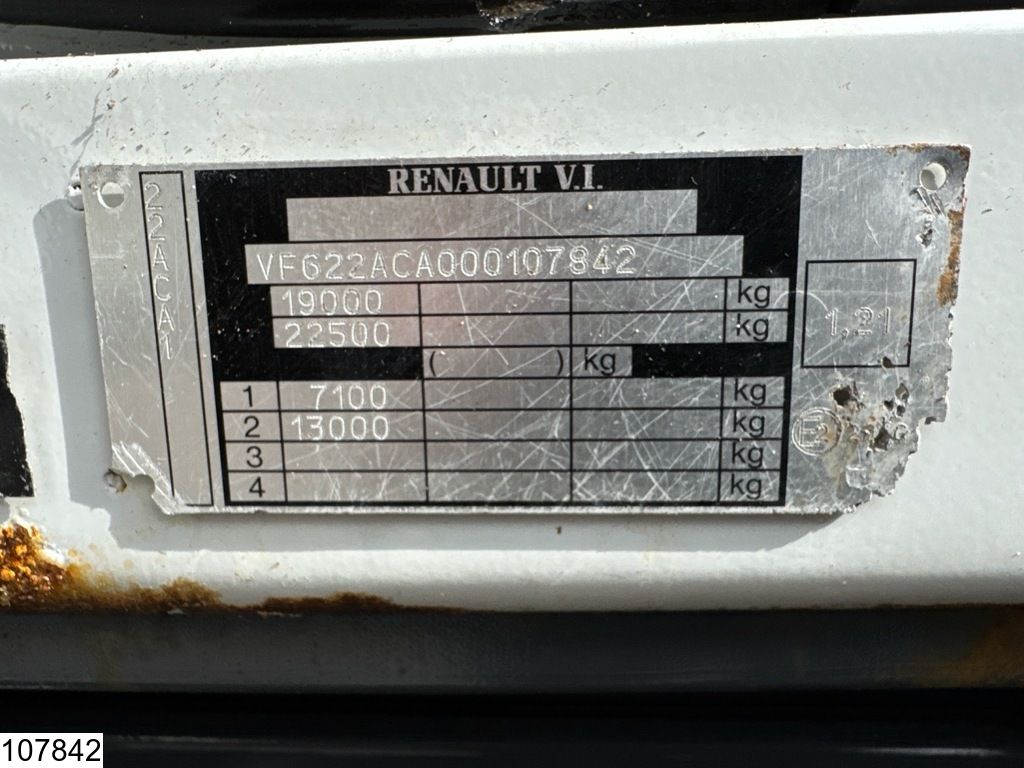 RENAULT V.I.
22ACA1
VF622ACA000107842
19000 kg
22500 kg
( ) kg
1 7100 kg
2 13000 kg
3 kg
4 kg
1,21
E2
107842